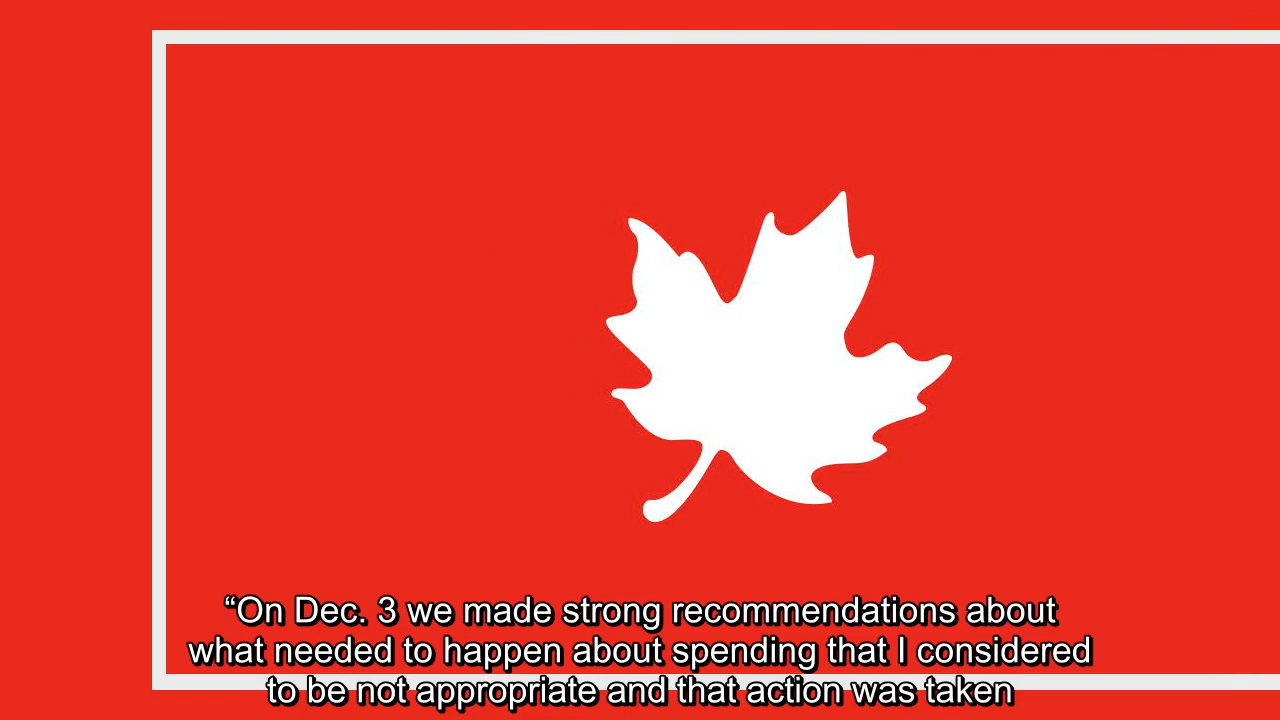 “On Dec. 3 we made strong recommendations about
what needed to happen about spending that I considered
to be not appropriate and that action was taken